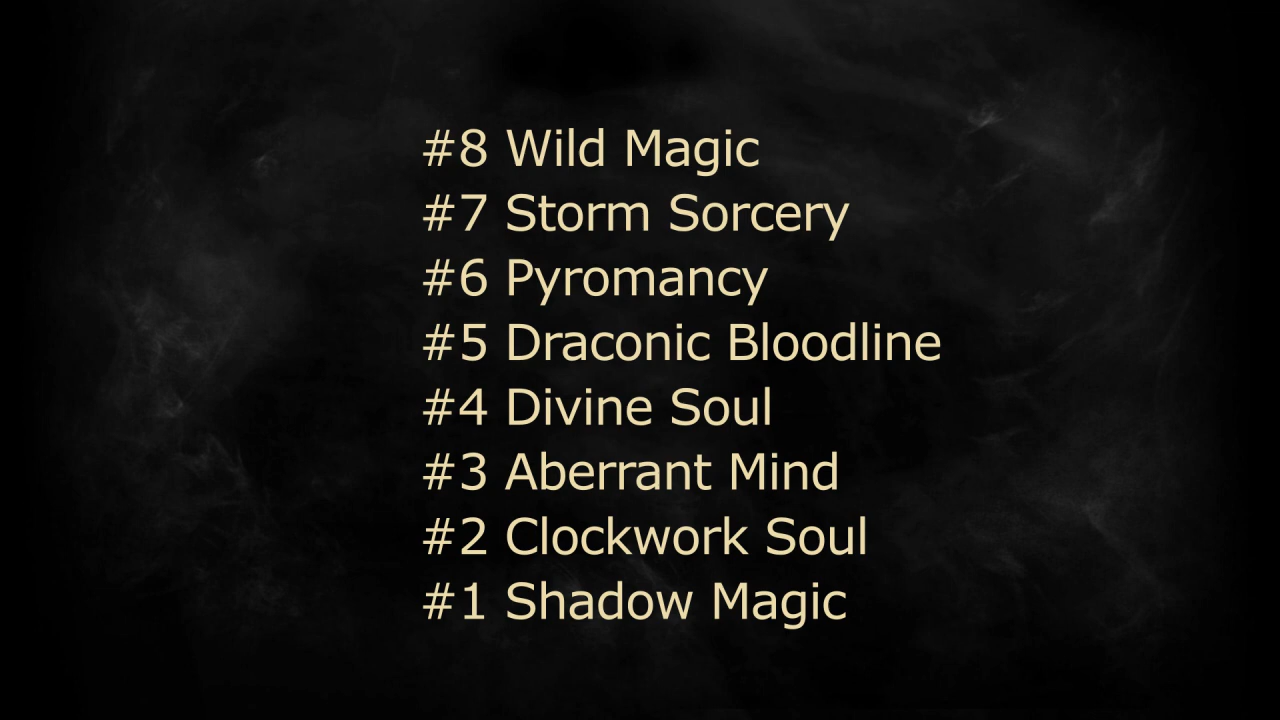 #8 Wild Magic
#7 Storm Sorcery
#6 Pyromancy
#5 Draconic Bloodline
#4 Divine Soul
#3 Aberrant Mind
#2 Clockwork Soul
#1 Shadow Magic